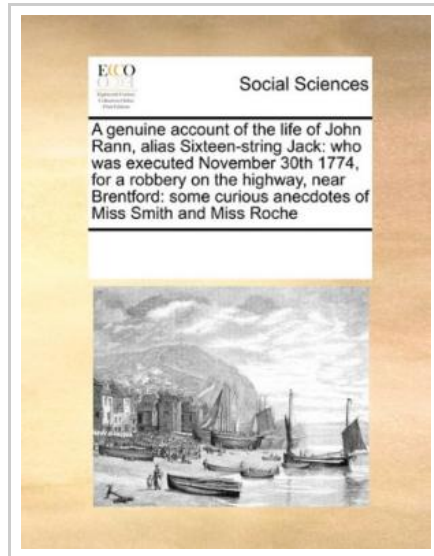 ECCO
Social Sciences
A genuine account of the life of John
Rann, alias Sixteen-string Jack: who
was executed November 30th 1774,
for a robbery on the highway, near
Brentford: some curious anecdotes of
Miss Smith and Miss Roche